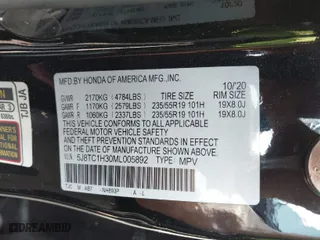 MFD BY HONDA OF AMERICA MFG.,INC. 10/20
GVWR 2170KG (4784LBS) TIRE SIZE RIM SIZE
GAWR F 1170KG (2579LBS) 235/55R19 101H 19X8.0J
GAWR R 1060KG (2337LBS) 235/55R19 101H 19X8.0J
THIS VEHICLE CONFORMS TO ALL APPLICABLE
FEDERAL MOTOR VEHICLE SAFETY
AND THEFT PREVENTION STANDARDS IN EFFECT
ON THE DATE OF MANUFACTURE SHOWN ABOVE.
5J8TC1H30ML005892 TYPE: MPV
TJB JA